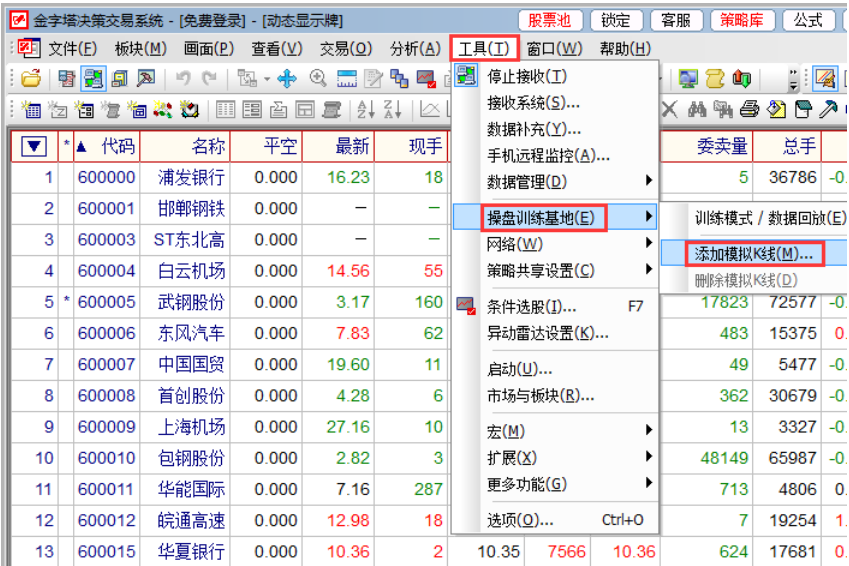 金字塔决策交易系统 - [免费登录] - [动态显示牌] 股票池 锁定 客服 策略库 公式
文件(F) 板块(M) 画面(P) 查看(V) 交易(O) 分析(A) 工具(T) 窗口(W) 帮助(H)
停止接收(T)
接收系统(S)...
数据补充(Y)...
手机远程监控(A)...
数据管理(D)
操盘训练基地(E)
网络(W)
策略共享设置(C)
条件选股(I)... F7
异动雷达设置(K)...
启动(U)...
市场与板块(R)...
宏(M)
扩展(X)
更多功能(G)
选项(O)... Ctrl+O
训练模式 / 数据回放(E)
添加模拟K线(M)...
删除模拟K线(D)
* ▲ 代码 名称 平空 最新 现手 委卖量 总手
1 600000 浦发银行 0.000 16.23 18 5 36786 -0
2 600001 邯郸钢铁 0.000 — —
3 600003 ST东北高 0.000 — —
4 600004 白云机场 0.000 14.56 55
5 * 600005 武钢股份 0.000 3.17 160 17823 72577 -0
6 600006 东风汽车 0.000 7.83 62 483 15375 0.
7 600007 中国国贸 0.000 19.60 11 49 5477 -0
8 600008 首创股份 0.000 4.28 6 362 30679 -0
9 600009 上海机场 0.000 27.16 10 13 3327 -0
10 600010 包钢股份 0.000 2.82 3 48149 65987 -0
11 600011 华能国际 0.000 7.16 287 713 4806 0.
12 600012 皖通高速 0.000 12.98 18 7 19254 1.
13 600015 华夏银行 0.000 10.36 2 10.35 7566 10.36 624 17681 0.